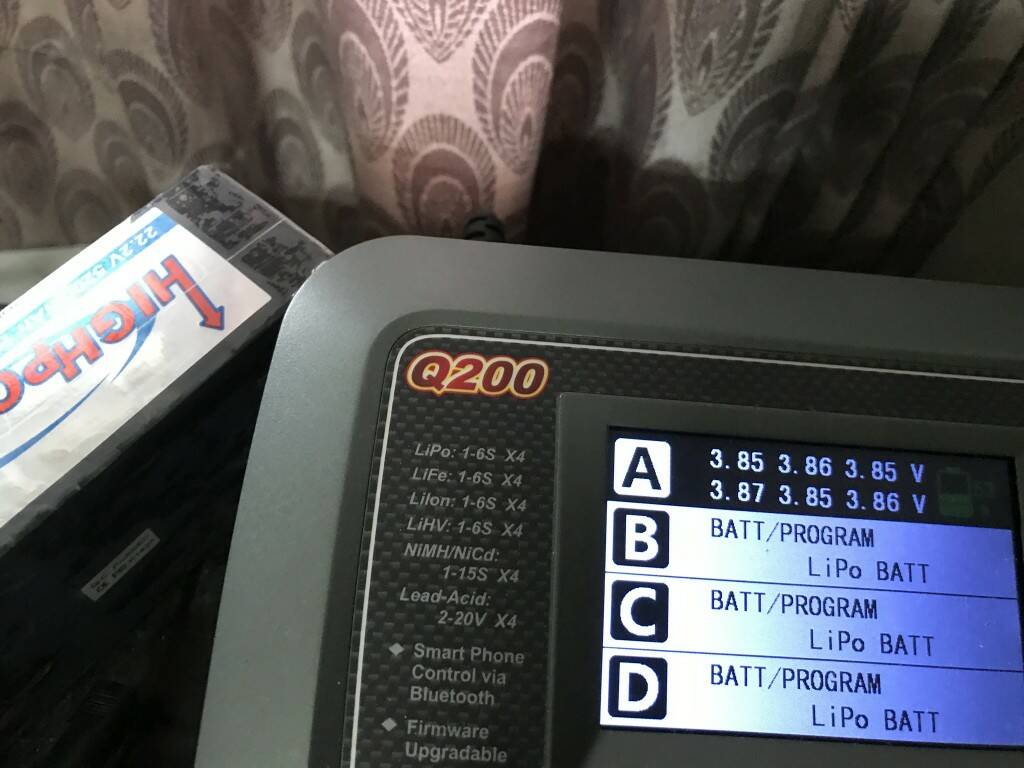 22.2V
HIGHPO
Q200
LiPo: 1-6S X4
LiFe: 1-6S X4
LiIon: 1-6S X4
LiHV: 1-6S X4
NiMH/NiCd:
1-15S X4
Lead-Acid:
2-20V X4
Smart Phone
Control via
Bluetooth
Firmware
Upgradable
A
3.85 3.86 3.85 V
3.87 3.85 3.86 V
B
BATT/PROGRAM
LiPo BATT
C
BATT/PROGRAM
LiPo BATT
D
BATT/PROGRAM
LiPo BATT